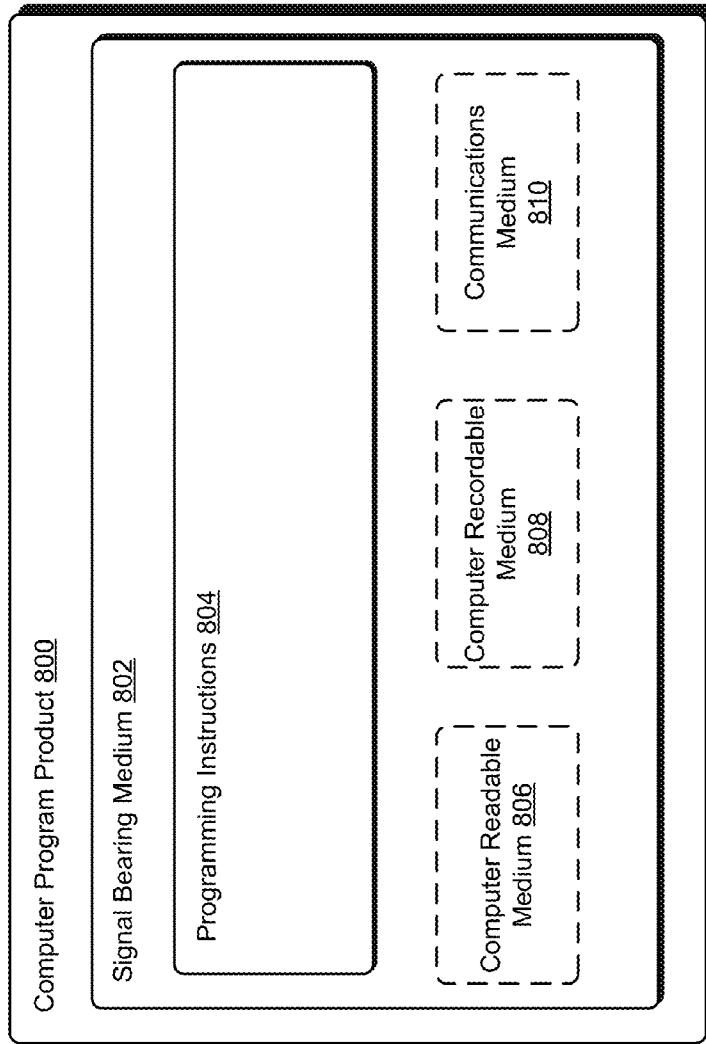 Computer Program Product 800
Signal Bearing Medium 802
Programming Instructions 804
Computer Readable
Medium 806
Computer Recordable
Medium
808
Communications
Medium
810